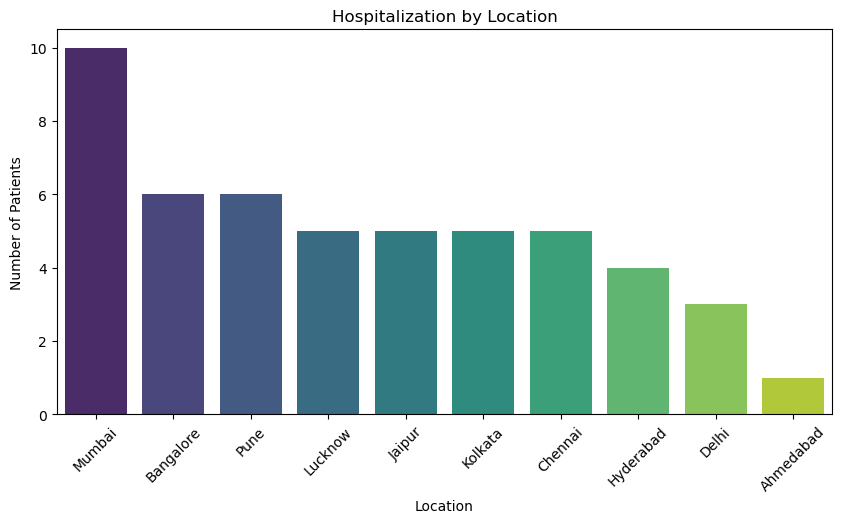 Hospitalization by Location
Number of Patients
10
8
6
4
2
0
Mumbai
Bangalore
Pune
Lucknow
Jaipur
Kolkata
Chennai
Hyderabad
Delhi
Ahmedabad
Location